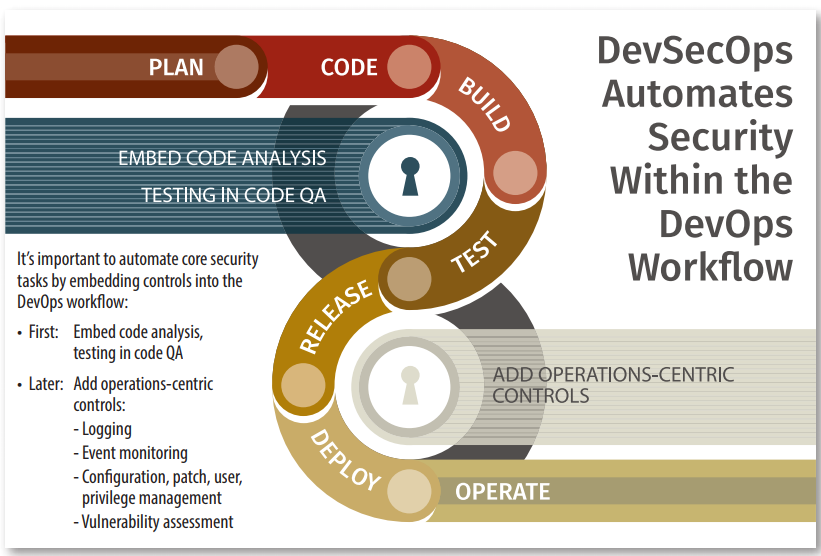 DevSecOps
Automates
Security
Within the
DevOps
Workflow
PLAN
CODE
BUILD
TEST
RELEASE
DEPLOY
OPERATE
EMBED CODE ANALYSIS
TESTING IN CODE QA
ADD OPERATIONS-CENTRIC
CONTROLS
It’s important to automate core security
tasks by embedding controls into the
DevOps workflow:
• First: Embed code analysis,
testing in code QA
• Later: Add operations-centric
controls:
- Logging
- Event monitoring
- Configuration, patch, user,
privilege management
- Vulnerability assessment